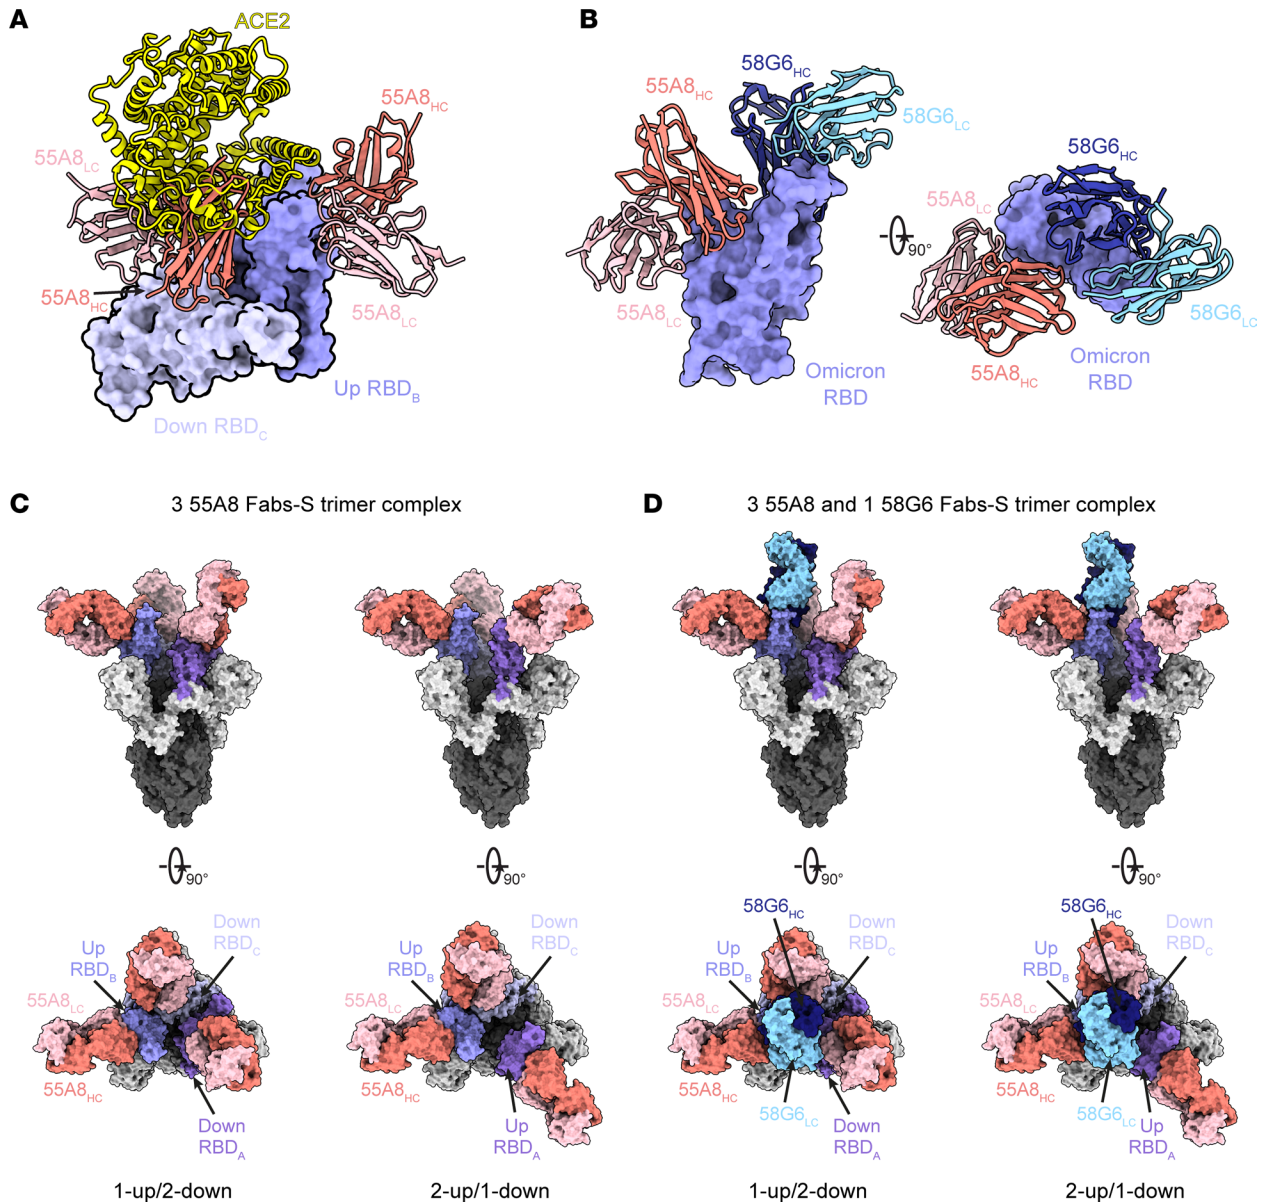 A
ACE2
55A8HC
55A8LC
55A8HC
55A8LC
Up RBDB
Down RBDC
B
58G6HC
55A8HC
58G6LC
55A8LC
Omicron
RBD
90°
58G6HC
55A8LC
58G6LC
55A8HC
Omicron
RBD
C
3 55A8 Fabs-S trimer complex
90°
90°
Down
RBDC
Up
RBDB
55A8LC
55A8HC
Down
RBDA
1-up/2-down
Down
RBDC
Up
RBDB
55A8LC
55A8HC
Up
RBDA
2-up/1-down
D
3 55A8 and 1 58G6 Fabs-S trimer complex
90°
90°
58G6HC
Down
RBDC
Up
RBDB
55A8LC
55A8HC
58G6LC
Down
RBDA
1-up/2-down
58G6HC
Down
RBDC
Up
RBDB
55A8LC
55A8HC
58G6LC
Up
RBDA
2-up/1-down